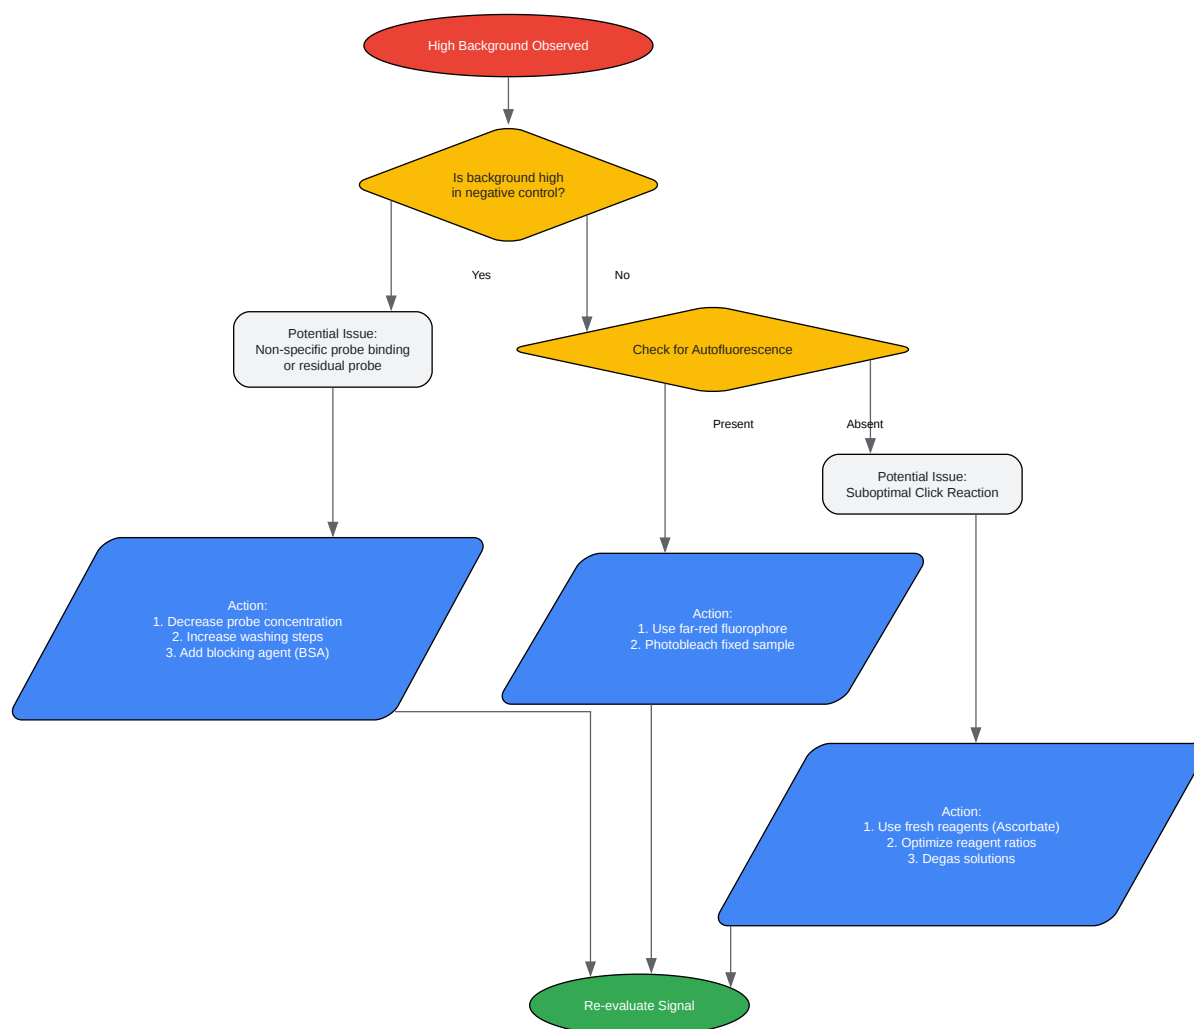 High Background Observed
Is background high
in negative control?
Yes
No
Potential Issue:
Non-specific probe binding
or residual probe
Check for Autofluorescence
Present
Absent
Potential Issue:
Suboptimal Click Reaction
Action:
1. Decrease probe concentration
2. Increase washing steps
3. Add blocking agent (BSA)
Action:
1. Use far-red fluorophore
2. Photobleach fixed sample
Action:
1. Use fresh reagents (Ascorbate)
2. Optimize reagent ratios
3. Degas solutions
Re-evaluate Signal